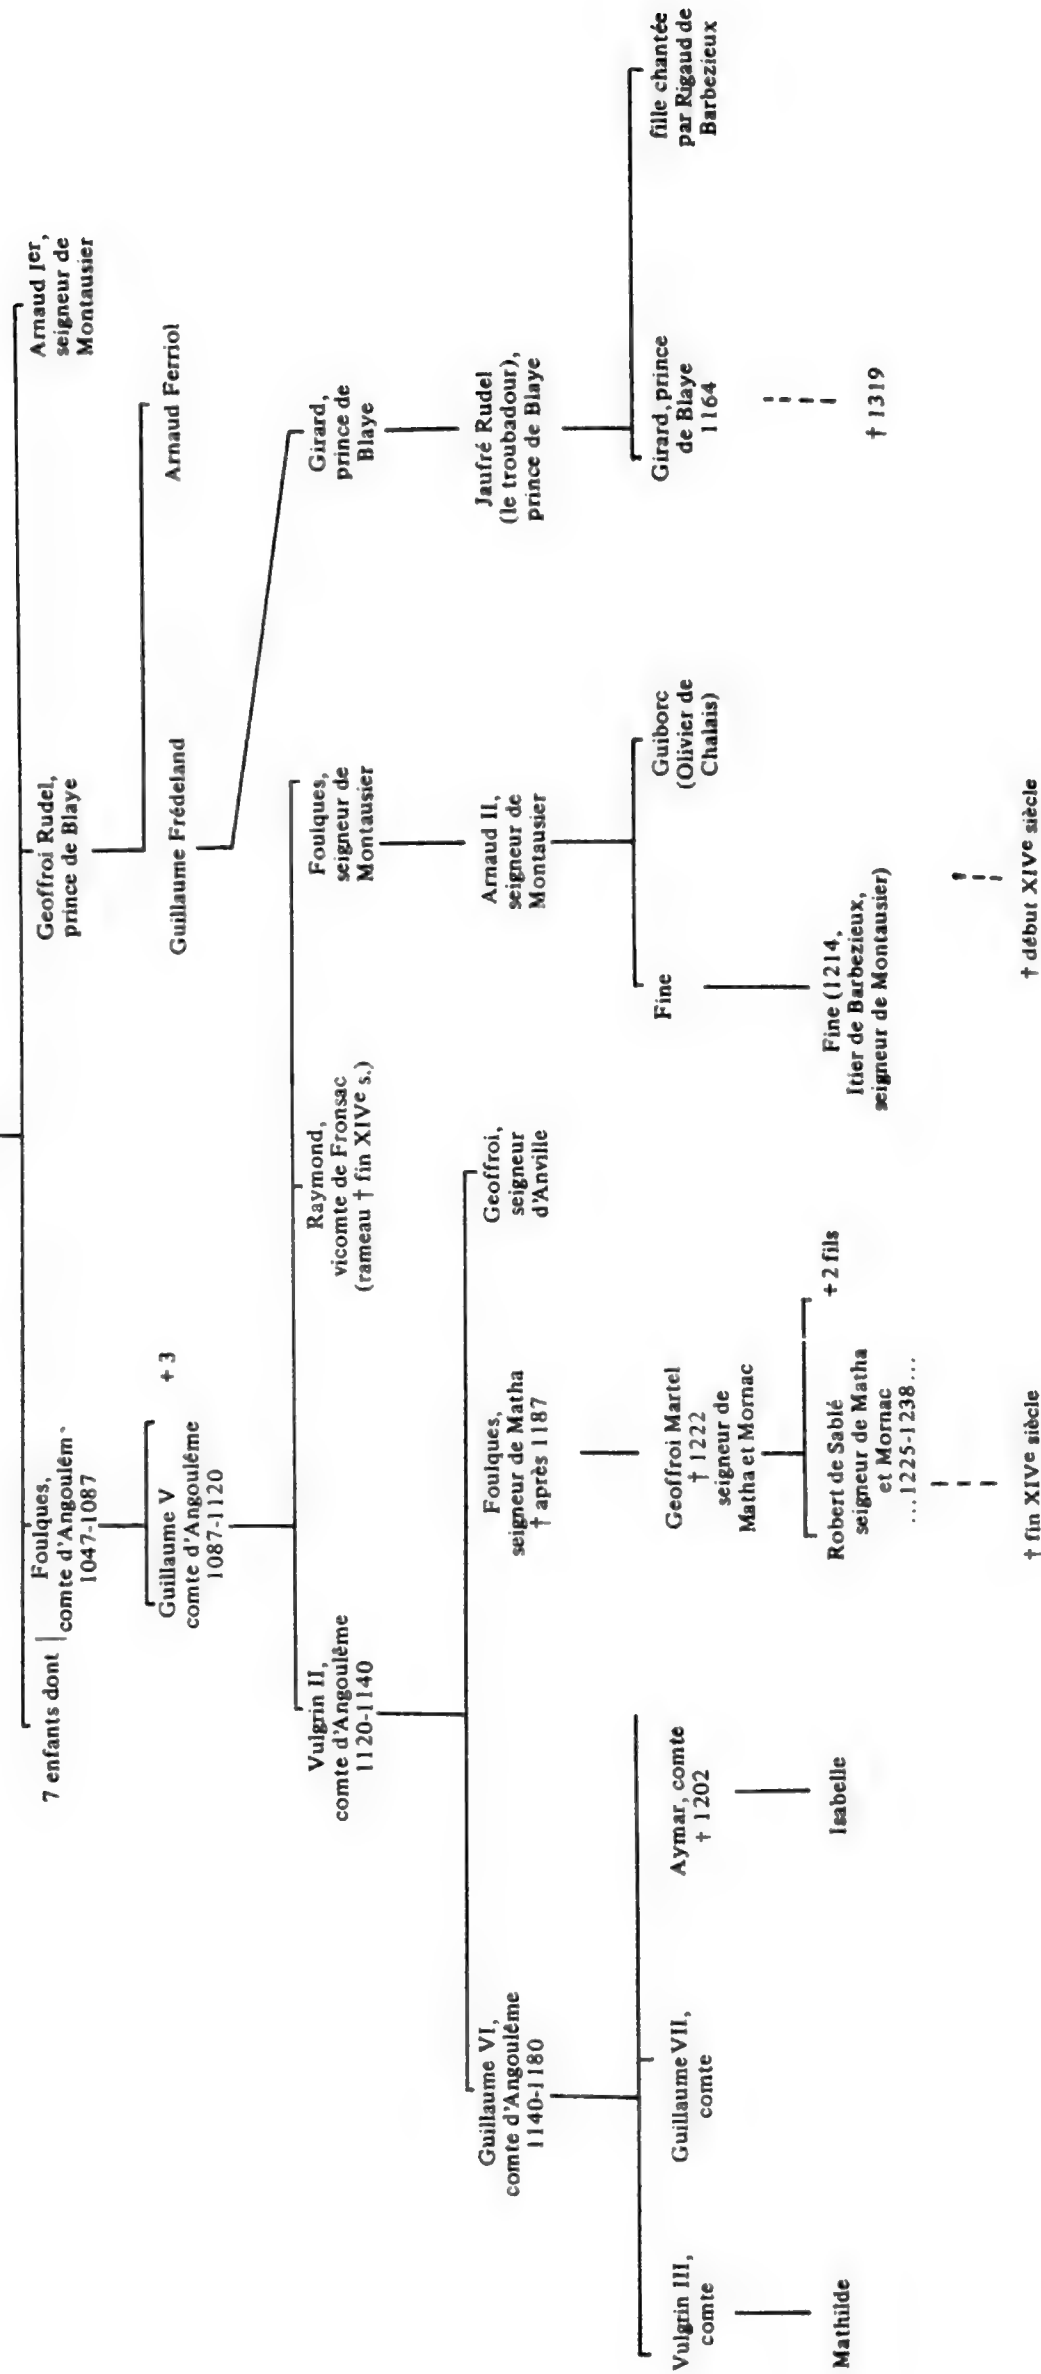 7 enfants dont
Foulques,
comte d'Angoulêm
1047-1087
Geoffroi Rudel,
prince de Blaye
Arnaud Ier,
seigneur de
Montausier
Guillaume V
comte d'Angoulême
1087-1120
+ 3
Guillaume Frédeland
Arnaud Ferriol
Vulgrin II,
comte d'Angoulême
1120-1140
Raymond,
vicomte de Fronsac
(rameau † fin XIVe s.)
Foulques,
seigneur de
Montausier
Girard,
prince de
Blaye
Guillaume VI,
comte d'Angoulême
1140-1180
Foulques,
seigneur de Matha
† après 1187
Geoffroi,
seigneur
d'Anville
Arnaud II,
seigneur de
Montausier
Jaufré Rudel
(le troubadour),
prince de Blaye
Vulgrin III,
comte
Guillaume VII,
comte
Aymar, comte
† 1202
Geoffroi Martel
† 1222
seigneur de
Matha et Mornac
Fine
Guiborc
(Olivier de
Chalais)
Girard, prince
de Blaye
1164
fille chantée
par Rigaud de
Barbezieux
Mathilde
Isabelle
Robert de Sablé
seigneur de Matha
et Mornac
...1225-1238...
+ 2 fils
Fine (1214,
Itier de Barbezieux,
seigneur de Montausier)
† 1319
† fin XIVe siècle
† début XIVe siècle